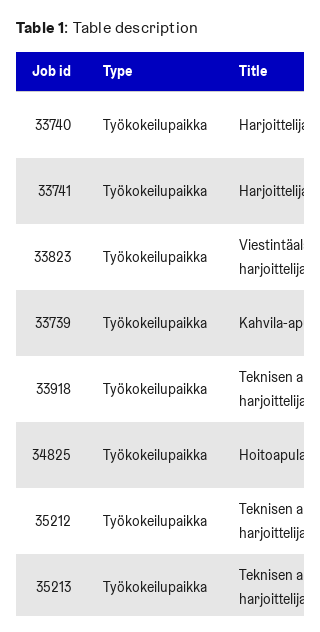 Table 1: Table description
Job id Type Title
33740 Työkokeilupaikka Harjoittelija
33741 Työkokeilupaikka Harjoittelija
Viestintäal
33823 Työkokeilupaikka
harjoittelija
33739 Työkokeilupaikka Kahvila-ap
Teknisen a
33918 Työkokeilupaikka
harjoittelija
34825 Työkokeilupaikka Hoitoapula
Teknisen a
35212 Työkokeilupaikka
harjoittelija
Teknisen a
35213 Työkokeilupaikka
harjoittelija